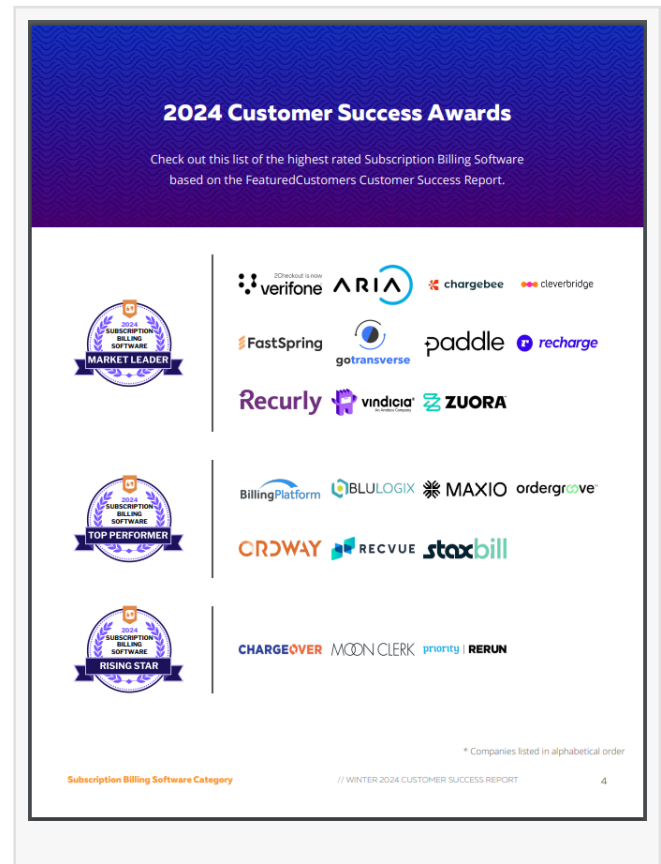 2024 Customer Success Awards
Check out this list of the highest rated Subscription Billing Software
based on the FeaturedCustomers Customer Success Report.
2024
SUBSCRIPTION
BILLING
SOFTWARE
MARKET LEADER
2Checkout is now
verifone
ARIA
chargebee
cleverbridge
FastSpring
gotransverse
paddle
recharge
Recurly
vindicia
An Amdocs Company
ZUORA
2024
SUBSCRIPTION
BILLING
SOFTWARE
TOP PERFORMER
BillingPlatform
BLULOGIX
MAXIO
ordergroove
ORDWAY
RECVUE
staxbill
2024
SUBSCRIPTION
BILLING
SOFTWARE
RISING STAR
CHARGEOVER
MOONCLERK
priority | RERUN
* Companies listed in alphabetical order
Subscription Billing Software Category
// WINTER 2024 CUSTOMER SUCCESS REPORT
4